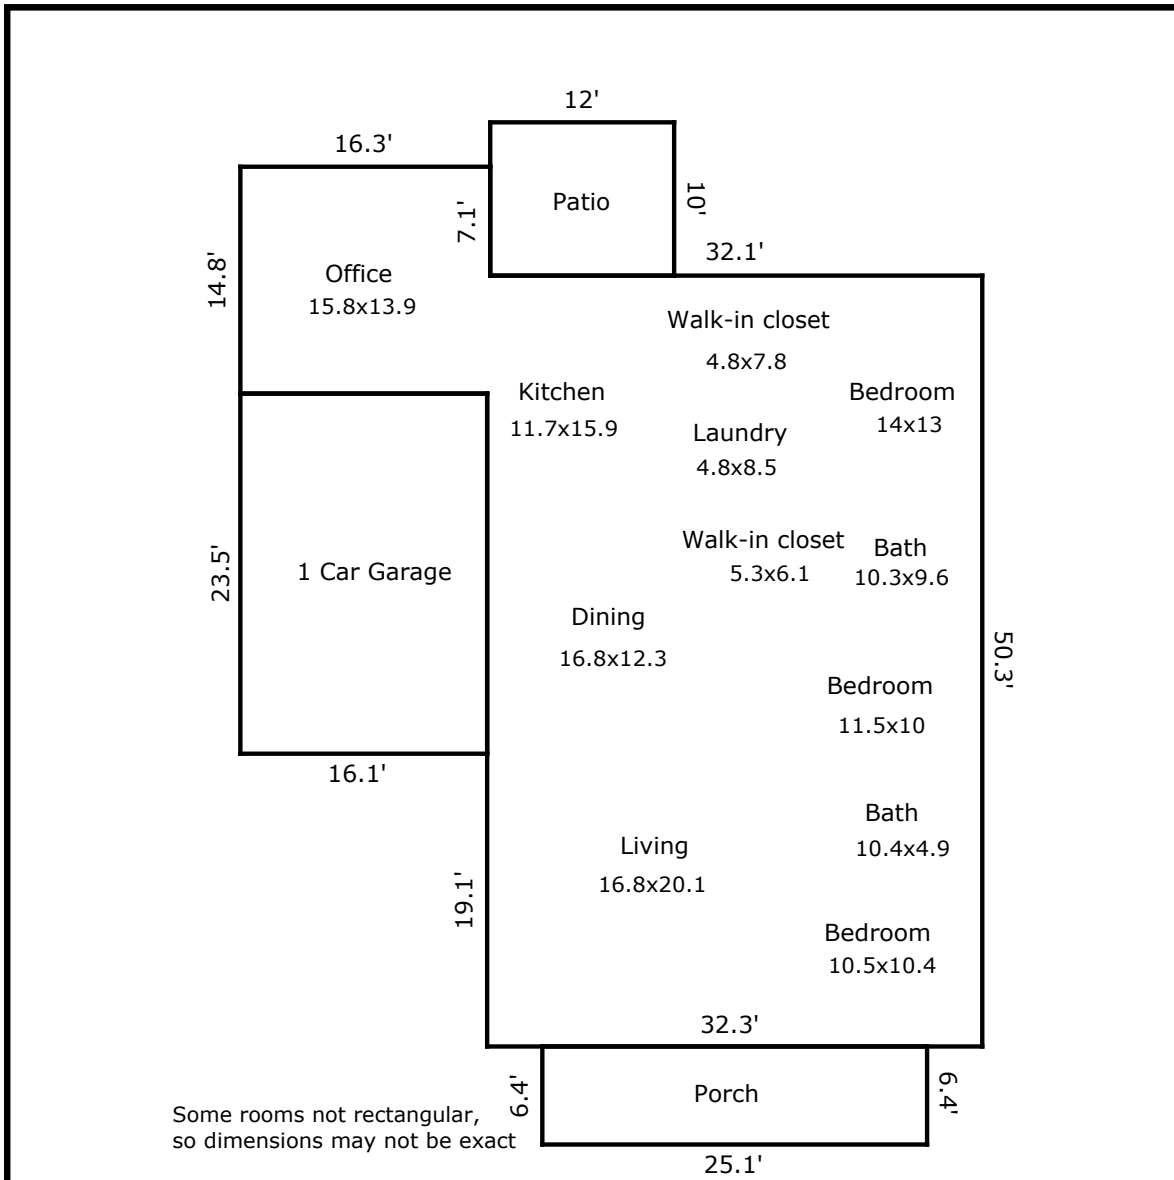 12'
16.3'
Patio
10'
7.1'
32.1'
14.8'
Office
15.8x13.9
Walk-in closet
4.8x7.8
Kitchen
11.7x15.9
Bedroom
14x13
Laundry
4.8x8.5
Walk-in closet
5.3x6.1
Bath
10.3x9.6
23.5'
1 Car Garage
Dining
16.8x12.3
50.3'
Bedroom
11.5x10
16.1'
Bath
10.4x4.9
Living
16.8x20.1
19.1'
Bedroom
10.5x10.4
32.3'
6.4'
Porch
6.4'
Some rooms not rectangular,
so dimensions may not be exact
25.1'